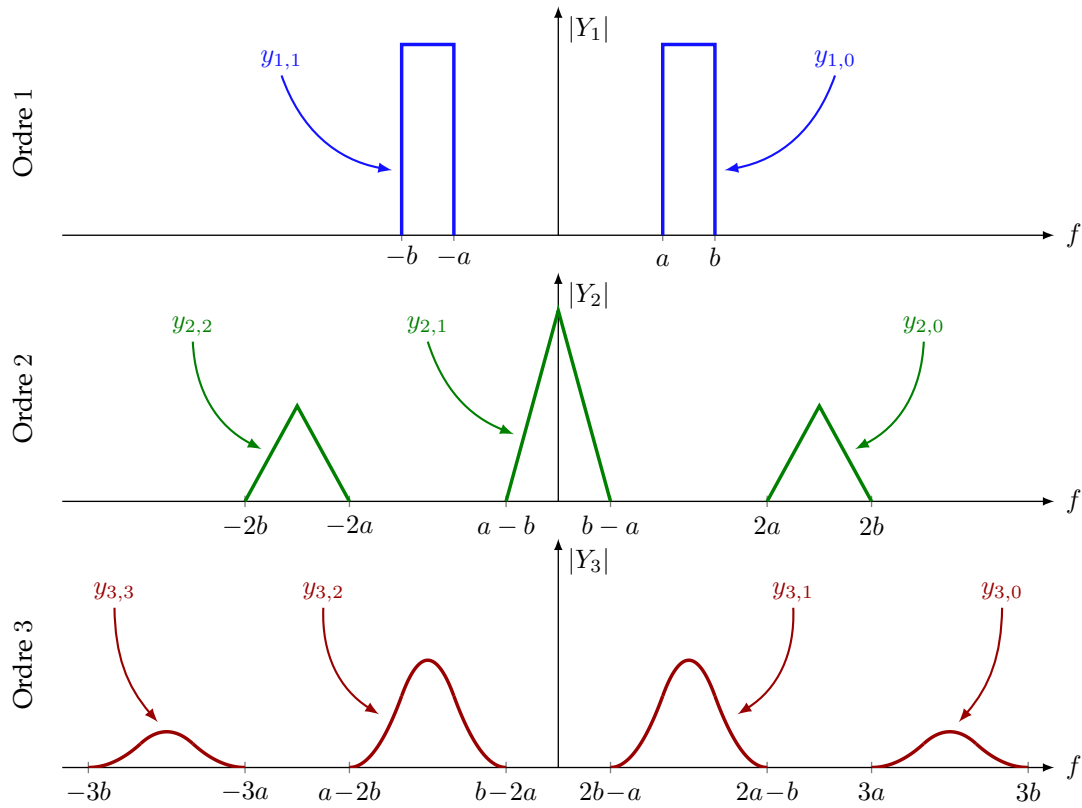 Ordre 1
|Y₁|
y₁,₁
y₁,₀
−b
−a
a
b
f
Ordre 2
|Y₂|
y₂,₂
y₂,₁
y₂,₀
−2b
−2a
a − b
b − a
2a
2b
f
Ordre 3
|Y₃|
y₃,₃
y₃,₂
y₃,₁
y₃,₀
−3b
−3a
a−2b
b−2a
2b−a
2a−b
3a
3b
f